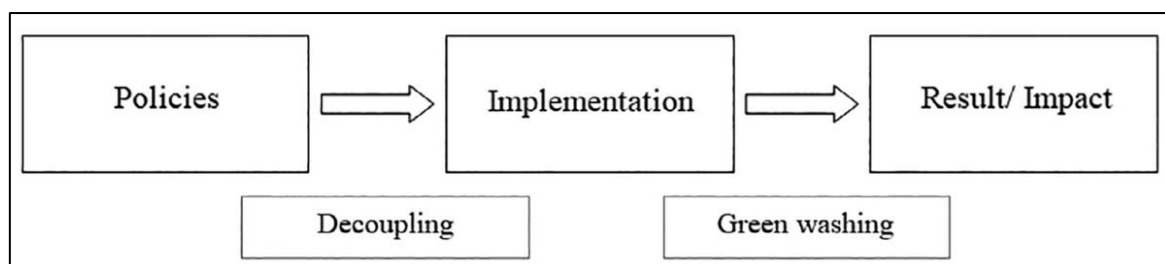 Policies
Implementation
Result/ Impact
Decoupling
Green washing